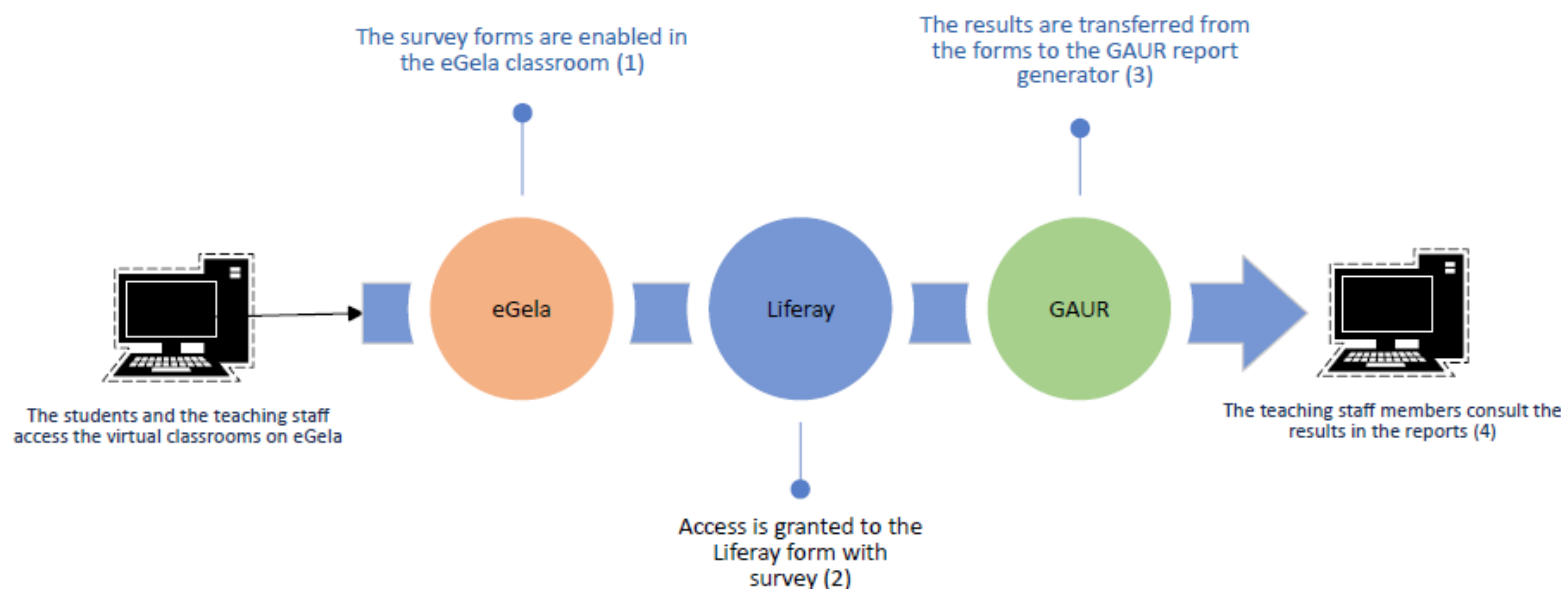 The survey forms are enabled in
the eGela classroom (1)
The results are transferred from
the forms to the GAUR report
generator (3)
eGela
Liferay
GAUR
The students and the teaching staff
access the virtual classrooms on eGela
The teaching staff members consult the
results in the reports (4)
Access is granted to the
Liferay form with
survey (2)